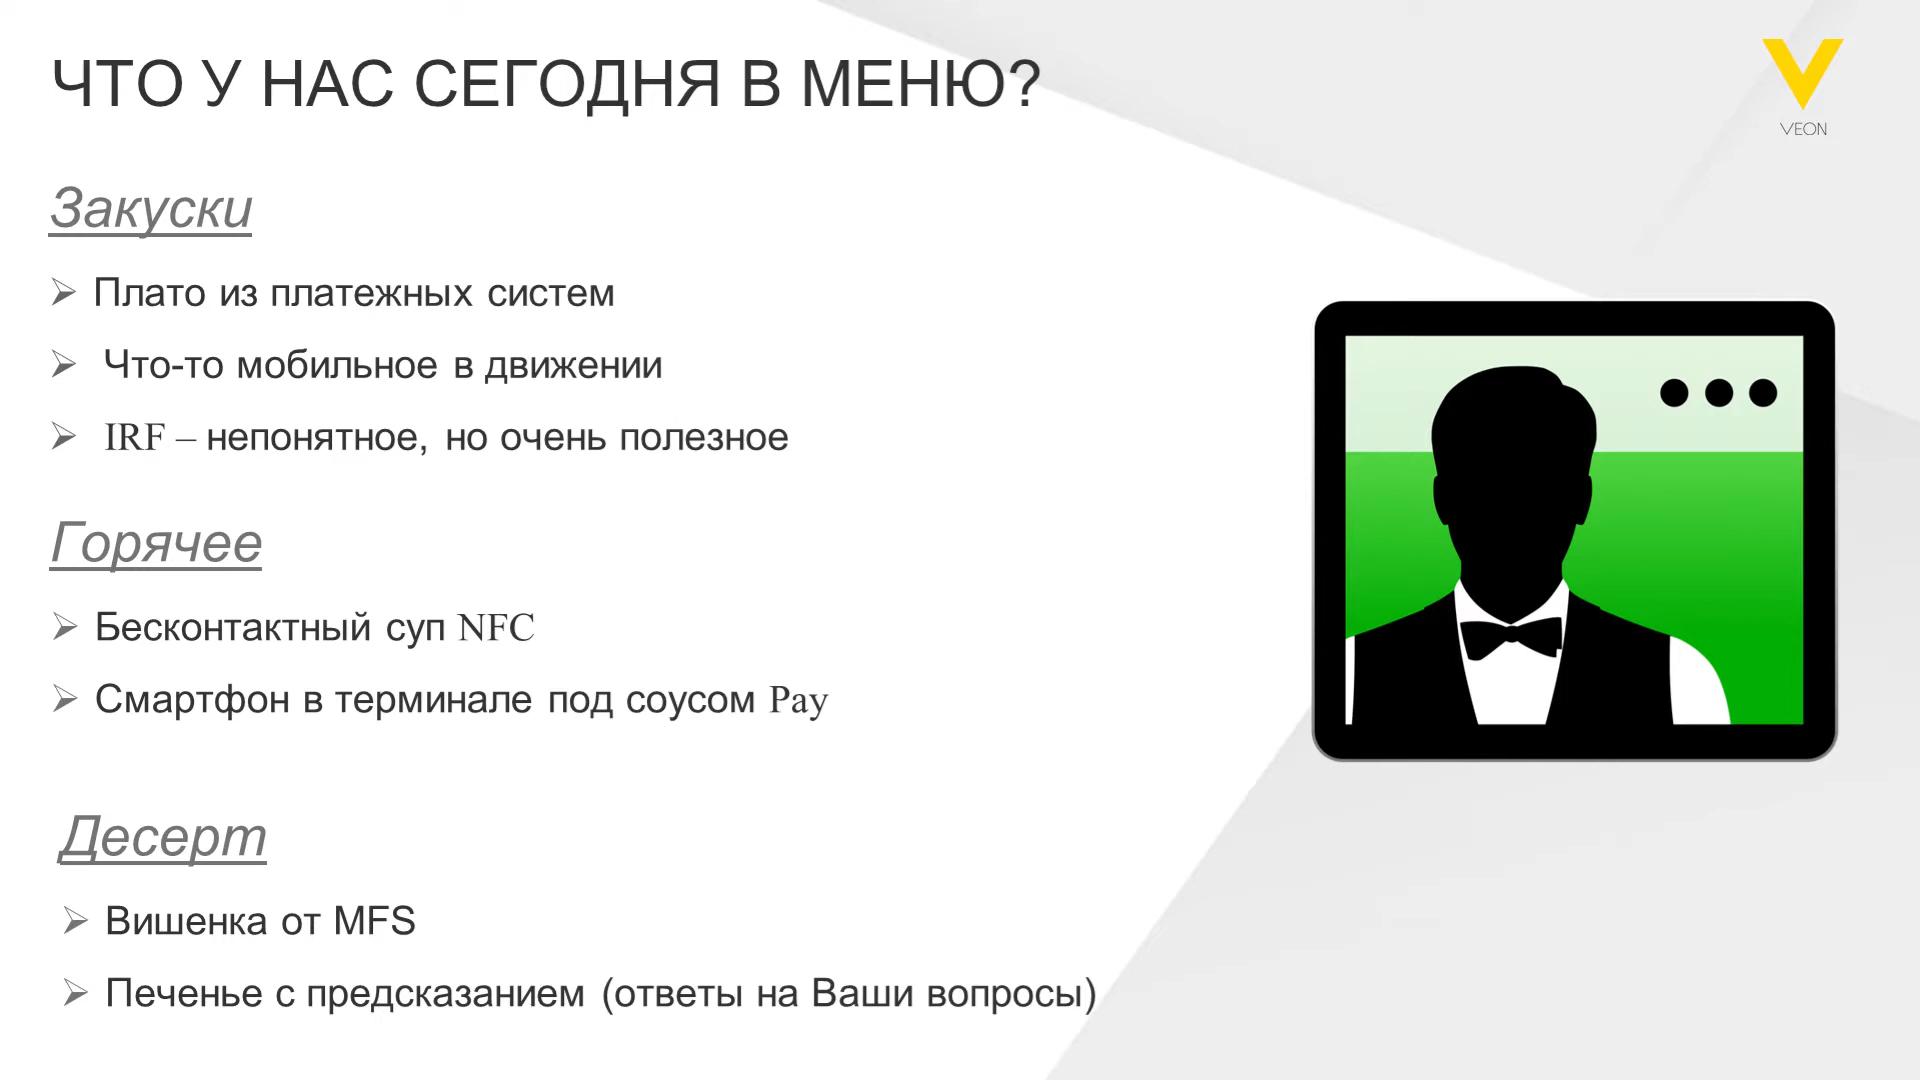 ЧТО У НАС СЕГОДНЯ В МЕНЮ?
VEON
Закуски
Плато из платежных систем
Что-то мобильное в движении
IRF – непонятное, но очень полезное
Горячее
Бесконтактный суп NFC
Смартфон в терминале под соусом Pay
Десерт
Вишенка от MFS
Печенье с предсказанием (ответы на Ваши вопросы)